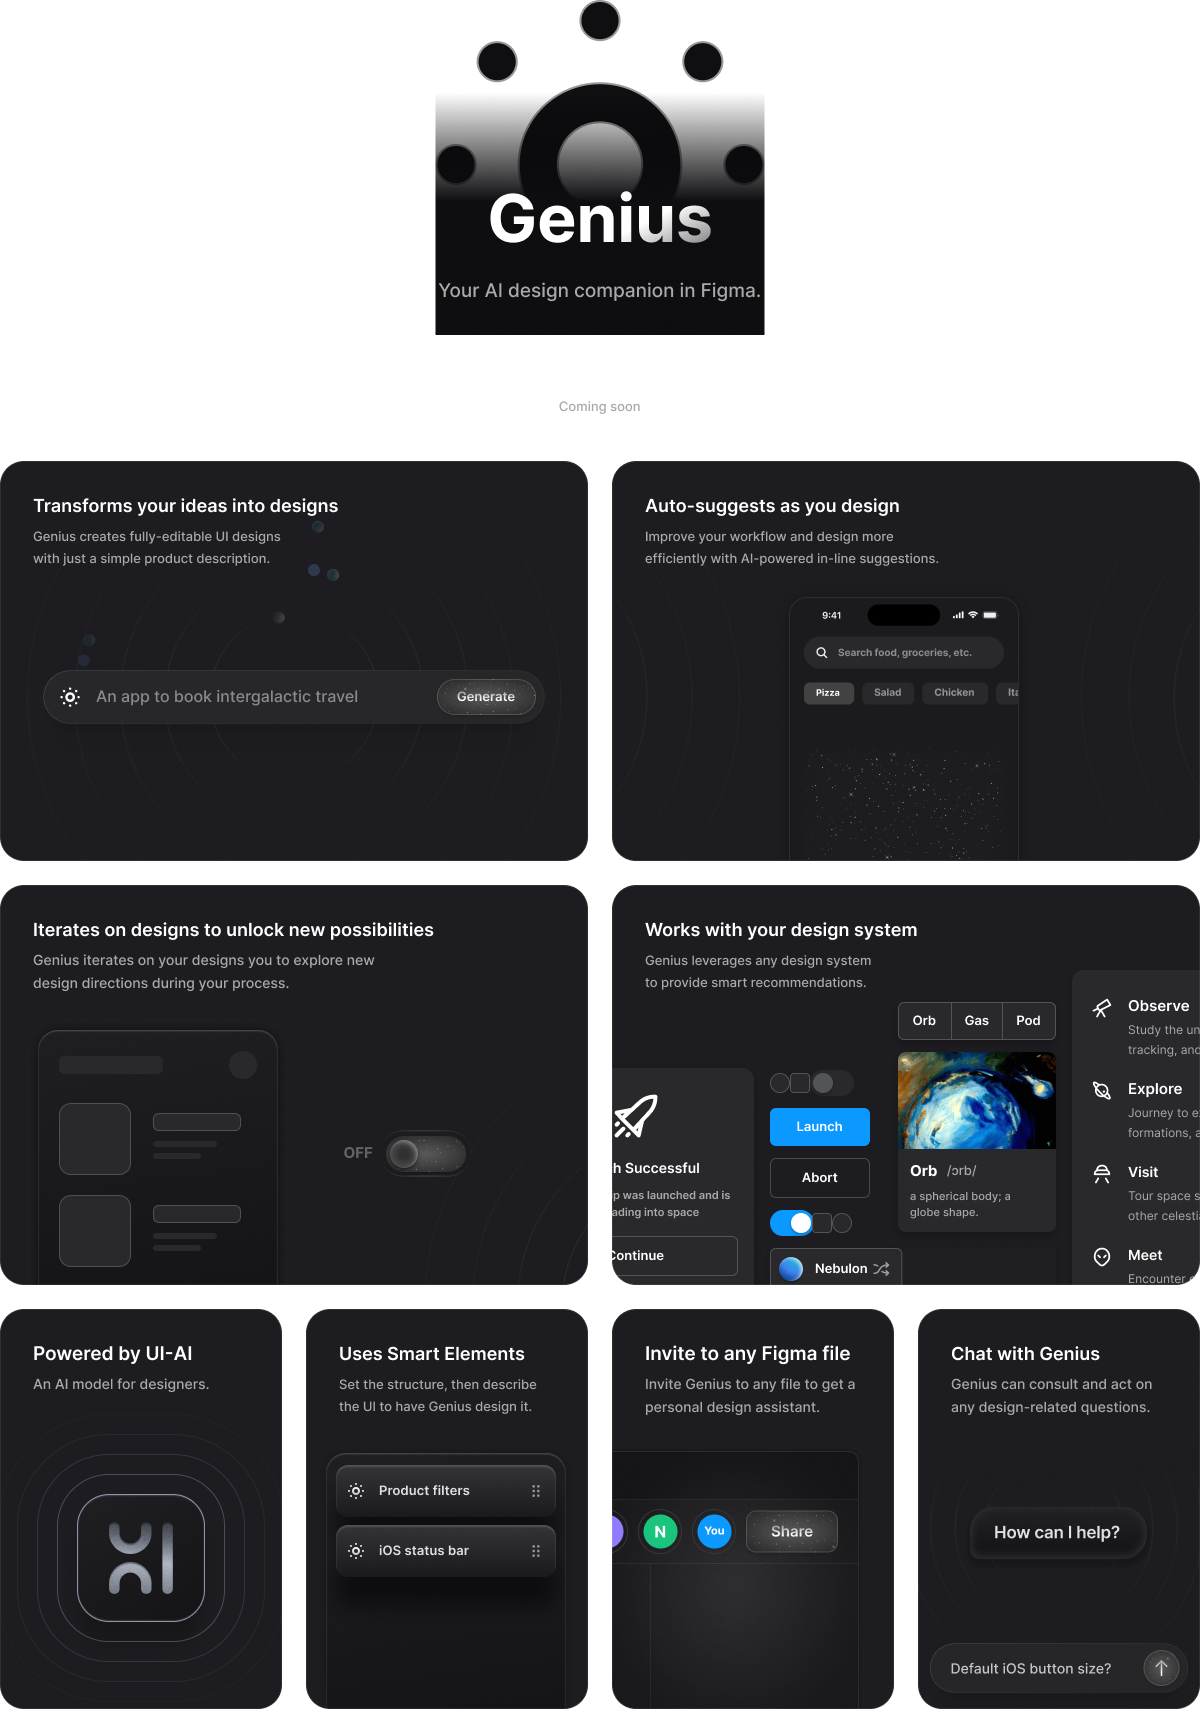 Genius
Your AI design companion in Figma.
Coming soon
Transforms your ideas into designs
Genius creates fully-editable UI designs
with just a simple product description.
An app to book intergalactic travel
Generate
Auto-suggests as you design
Improve your workflow and design more
efficiently with AI-powered in-line suggestions.
9:41
Search food, groceries, etc.
Pizza
Salad
Chicken
Ita
Iterates on designs to unlock new possibilities
Genius iterates on your designs you to explore new
design directions during your process.
OFF
Works with your design system
Genius leverages any design system
to provide smart recommendations.
h Successful
p was launched and is
ading into space
Continue
Launch
Abort
Nebulon
Orb
Gas
Pod
Orb /ɔrb/
a spherical body; a
globe shape.
Observe
Study the un
tracking, and
Explore
Journey to e
formations, a
Visit
Tour space s
other celesti
Meet
Encounter
Powered by UI-AI
An AI model for designers.
Uses Smart Elements
Set the structure, then describe
the UI to have Genius design it.
Product filters
iOS status bar
Invite to any Figma file
Invite Genius to any file to get a
personal design assistant.
N
You
Share
Chat with Genius
Genius can consult and act on
any design-related questions.
How can I help?
Default iOS button size?